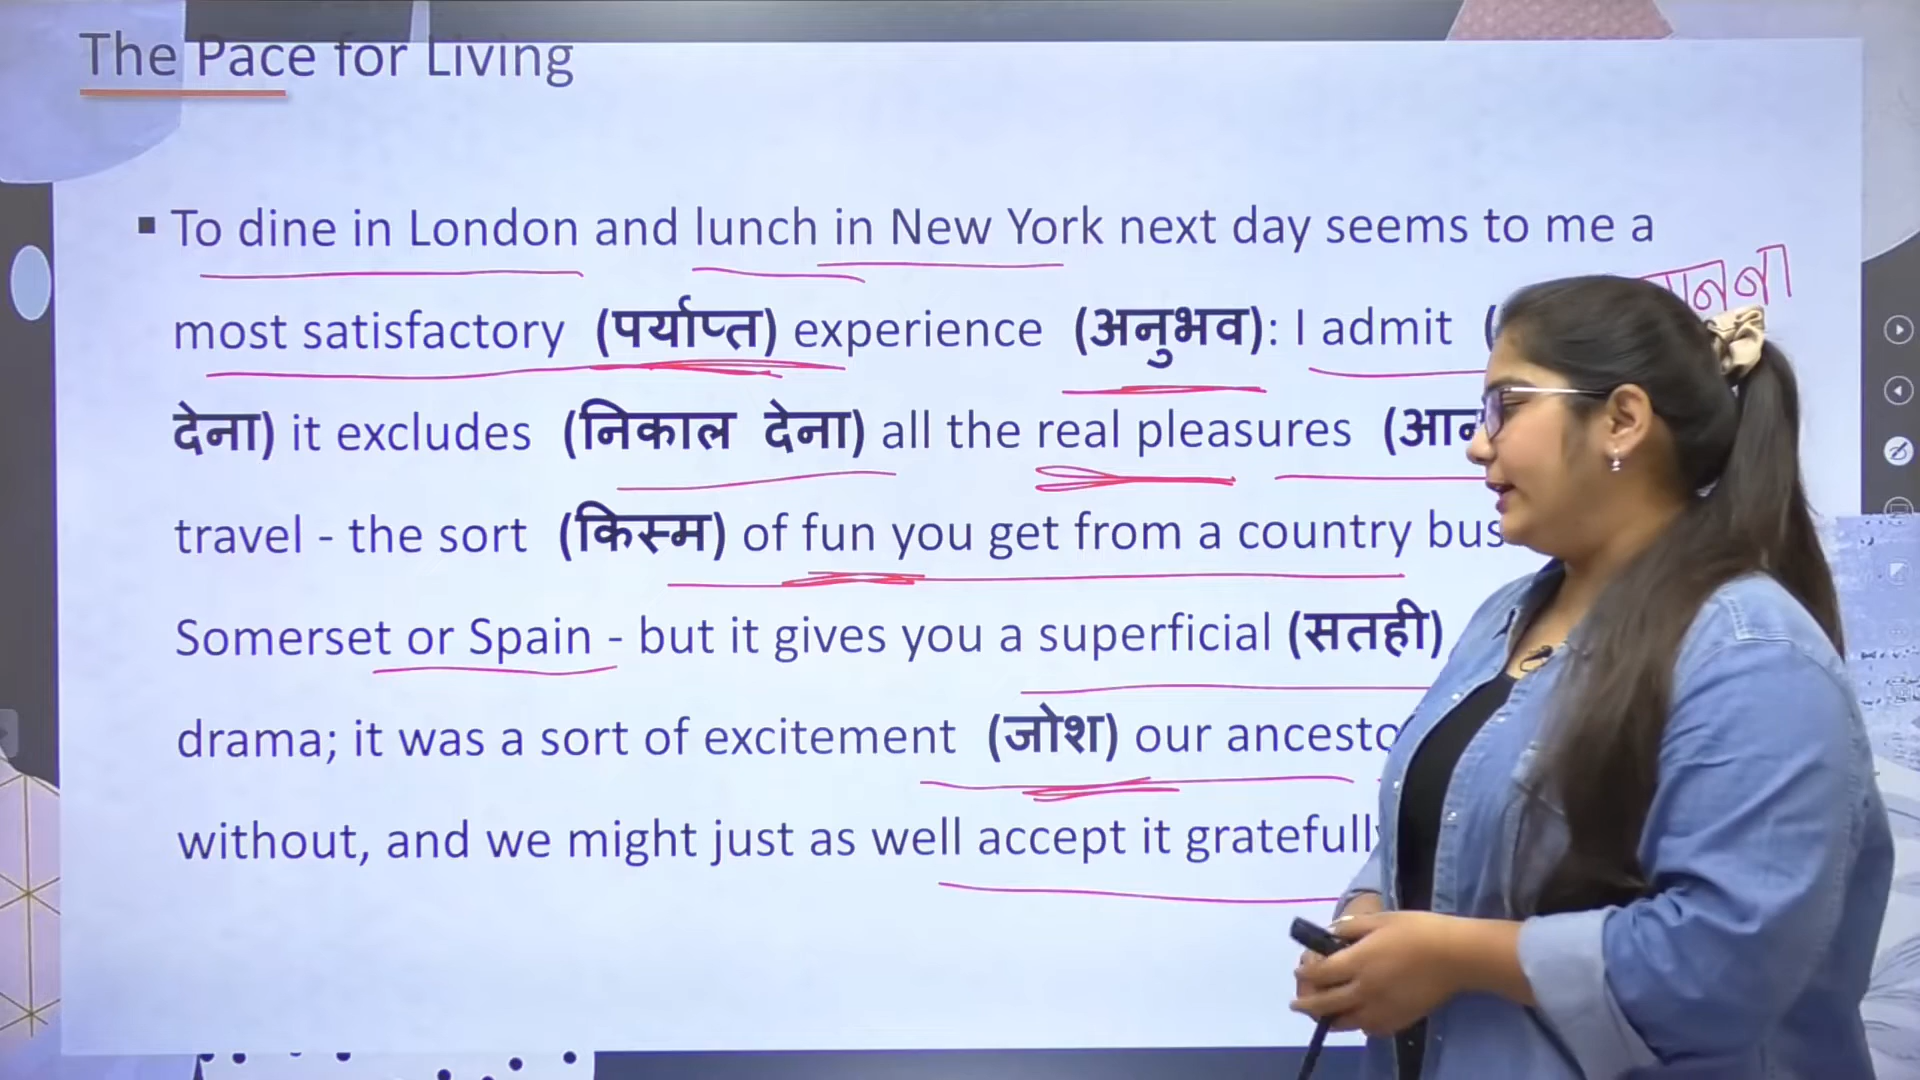 The Pace for Living
▪ To dine in London and lunch in New York next day seems to me a
most satisfactory (पर्याप्त) experience (अनुभव): I admit (
देना) it excludes (निकाल देना) all the real pleasures (आन
travel - the sort (किस्म) of fun you get from a country bus
Somerset or Spain - but it gives you a superficial (सतही)
drama; it was a sort of excitement (जोश) our ancesto
without, and we might just as well accept it gratefull